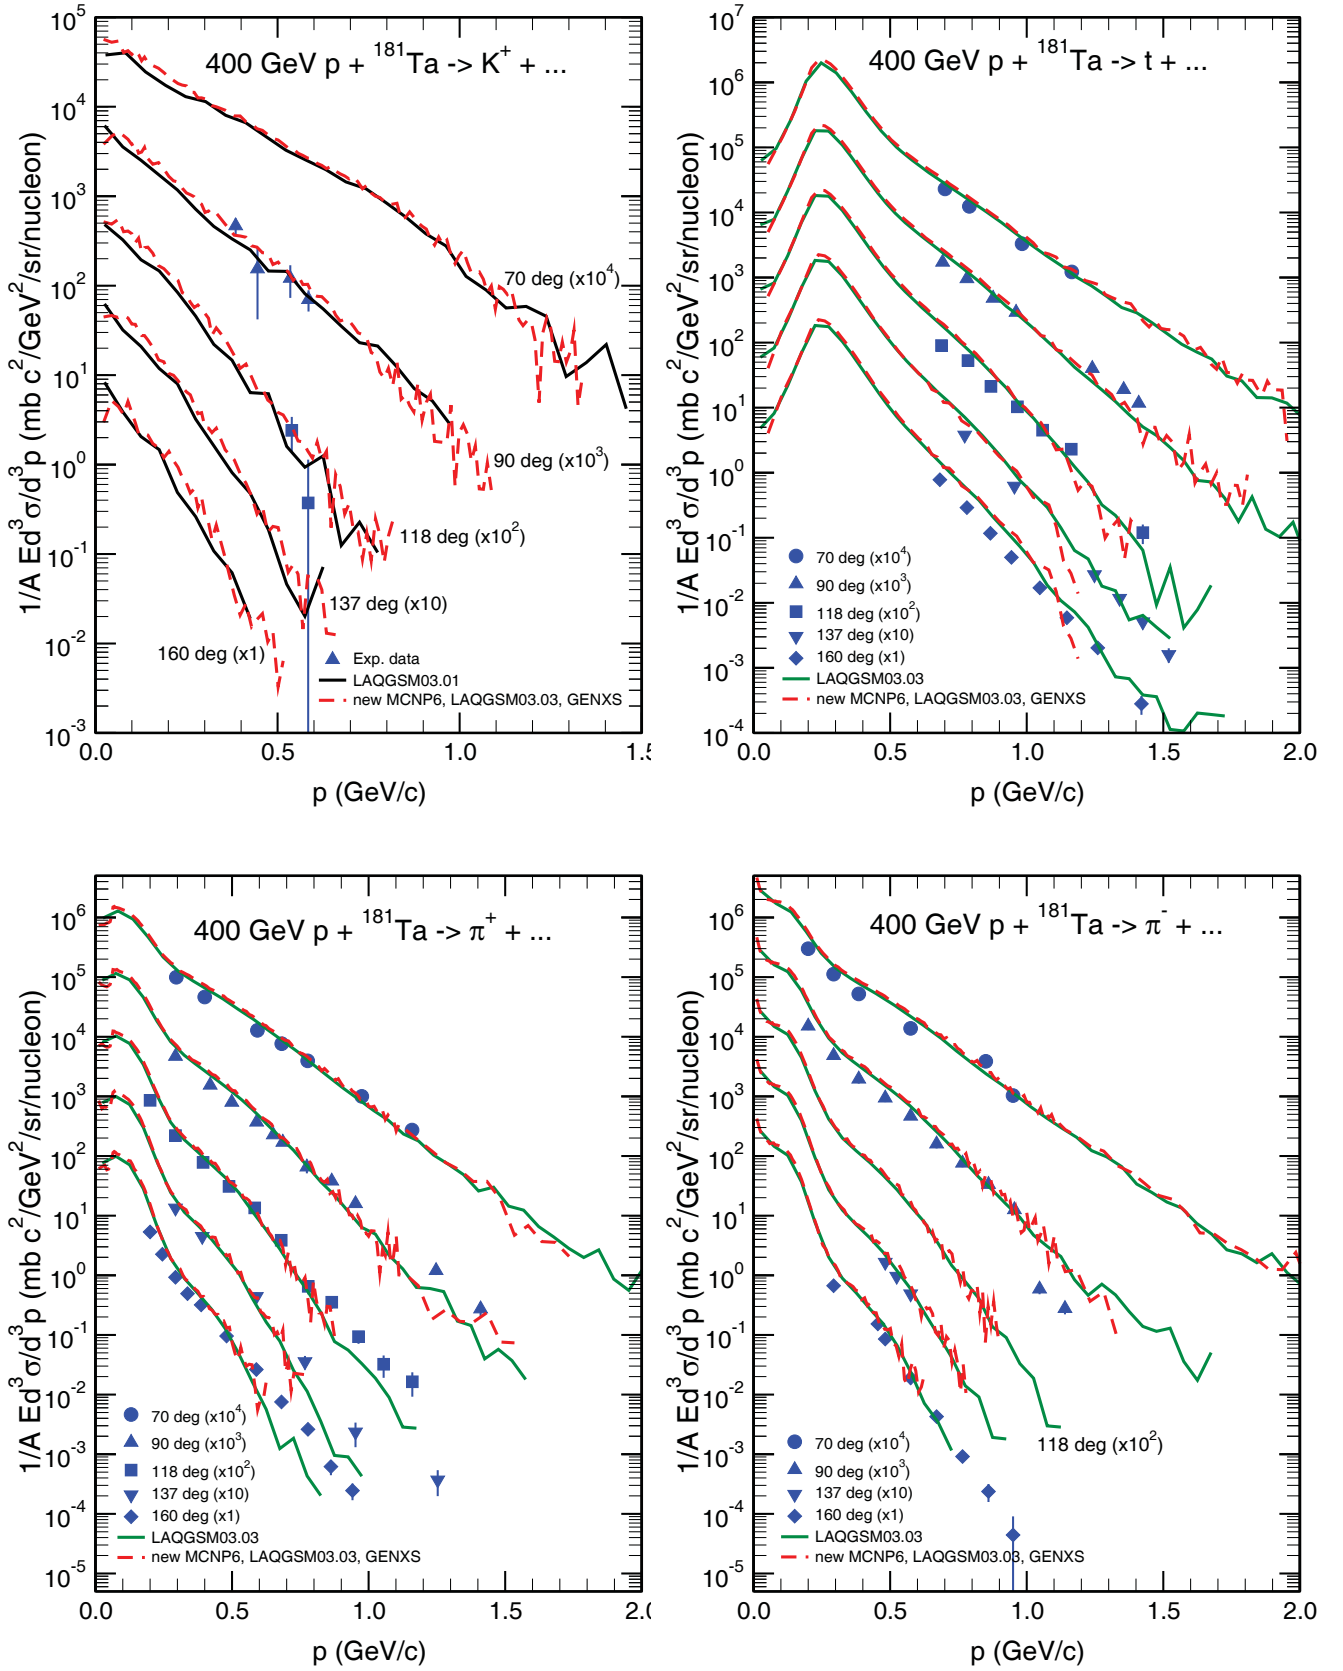 400 GeV p + 181Ta -> K+ + ...
1/A Ed3σ/d3p (mb c2/GeV2/sr/nucleon)
10^5
10^4
10^3
10^2
10^1
10^0
10^-1
10^-2
10^-3
70 deg (x10^4)
90 deg (x10^3)
118 deg (x10^2)
137 deg (x10)
160 deg (x1)
Exp. data
LAQGSM03.01
new MCNP6, LAQGSM03.03, GENXS
0.0 0.5 1.0 1.5
p (GeV/c)
400 GeV p + 181Ta -> t + ...
1/A Ed3σ/d3p (mb c2/GeV2/sr/nucleon)
10^7
10^6
10^5
10^4
10^3
10^2
10^1
10^0
10^-1
10^-2
10^-3
10^-4
70 deg (x10^4)
90 deg (x10^3)
118 deg (x10^2)
137 deg (x10)
160 deg (x1)
LAQGSM03.03
new MCNP6, LAQGSM03.03, GENXS
0.0 0.5 1.0 1.5 2.0
p (GeV/c)
400 GeV p + 181Ta -> π+ + ...
1/A Ed3σ/d3p (mb c2/GeV2/sr/nucleon)
10^6
10^5
10^4
10^3
10^2
10^1
10^0
10^-1
10^-2
10^-3
10^-4
10^-5
70 deg (x10^4)
90 deg (x10^3)
118 deg (x10^2)
137 deg (x10)
160 deg (x1)
LAQGSM03.03
new MCNP6, LAQGSM03.03, GENXS
0.0 0.5 1.0 1.5 2.0
p (GeV/c)
400 GeV p + 181Ta -> π- + ...
1/A Ed3σ/d3p (mb c2/GeV2/sr/nucleon)
10^6
10^5
10^4
10^3
10^2
10^1
10^0
10^-1
10^-2
10^-3
10^-4
10^-5
118 deg (x10^2)
70 deg (x10^4)
90 deg (x10^3)
137 deg (x10)
160 deg (x1)
LAQGSM03.03
new MCNP6, LAQGSM03.03, GENXS
0.0 0.5 1.0 1.5 2.0
p (GeV/c)